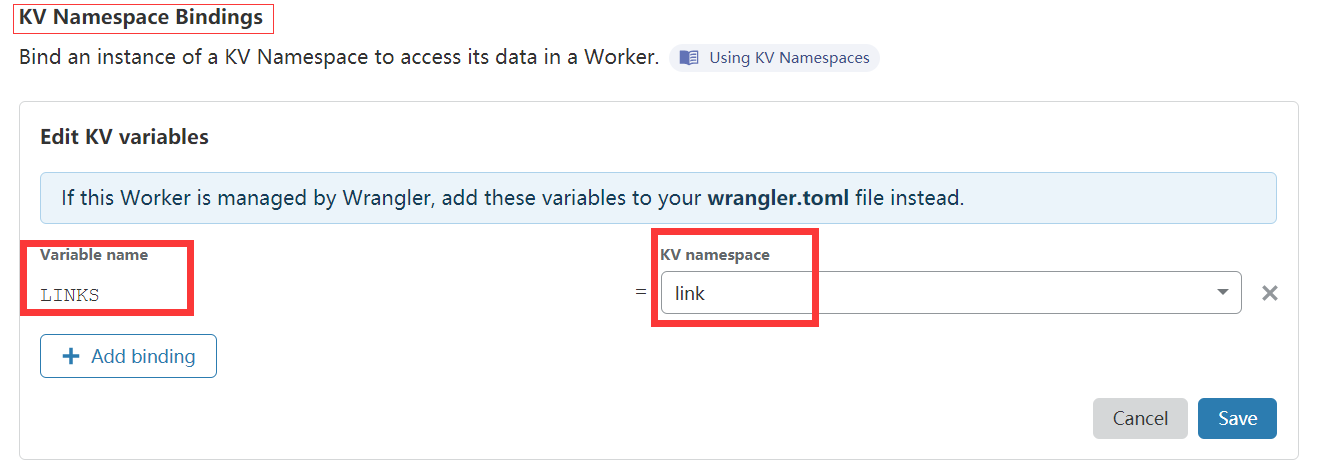 KV Namespace Bindings
Bind an instance of a KV Namespace to access its data in a Worker. Using KV Namespaces
Edit KV variables
If this Worker is managed by Wrangler, add these variables to your wrangler.toml file instead.
Variable name KV namespace
LINKS = link
Add binding
Cancel Save